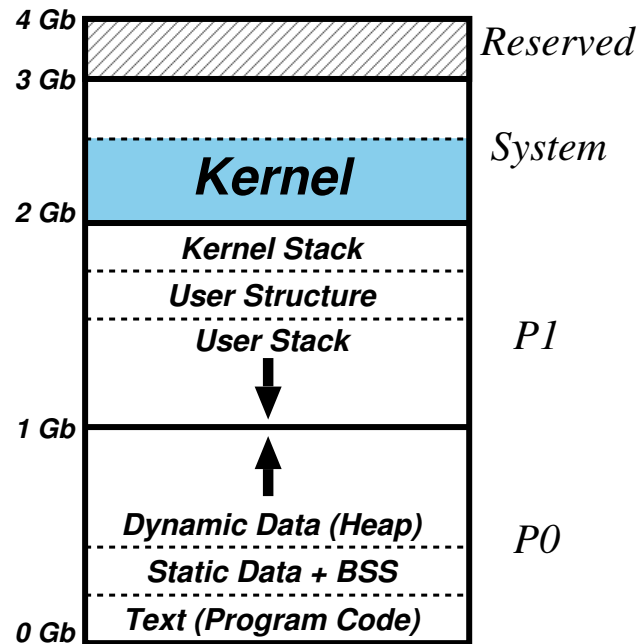 4 Gb
Reserved
3 Gb
System
Kernel
2 Gb
Kernel Stack
User Structure
User Stack
P1
1 Gb
Dynamic Data (Heap)
P0
Static Data + BSS
Text (Program Code)
0 Gb